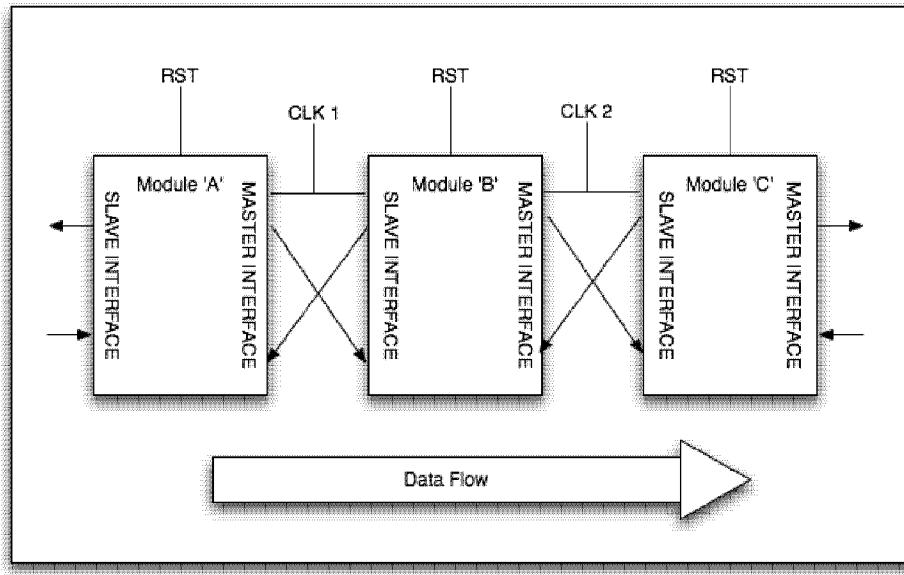 RST
RST
RST
CLK 1
CLK 2
Module 'A'
Module 'B'
Module 'C'
SLAVE INTERFACE
MASTER INTERFACE
SLAVE INTERFACE
MASTER INTERFACE
SLAVE INTERFACE
MASTER INTERFACE
Data Flow